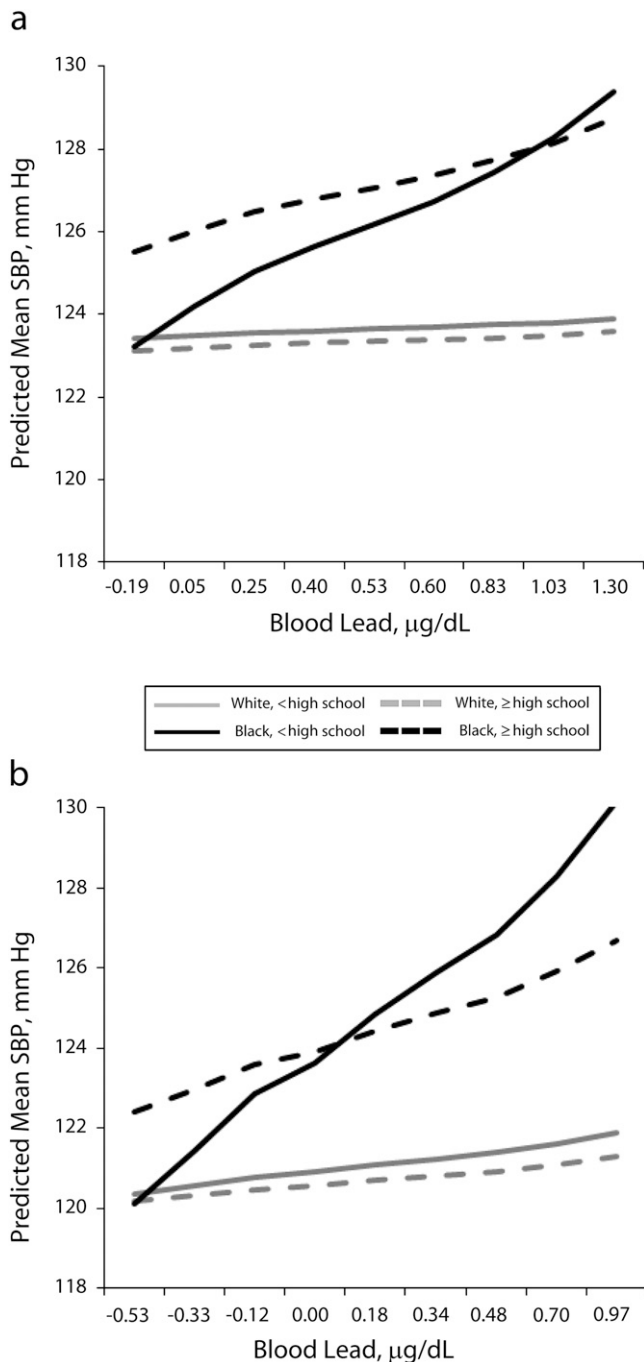 a
Predicted Mean SBP, mm Hg
130
128
126
124
122
120
118
-0.19 0.05 0.25 0.40 0.53 0.60 0.83 1.03 1.30
Blood Lead, μg/dL
White, <high school White, ≥high school
Black, <high school Black, ≥high school
b
Predicted Mean SBP, mm Hg
130
128
126
124
122
120
118
-0.53 -0.33 -0.12 0.00 0.18 0.34 0.48 0.70 0.97
Blood Lead, μg/dL